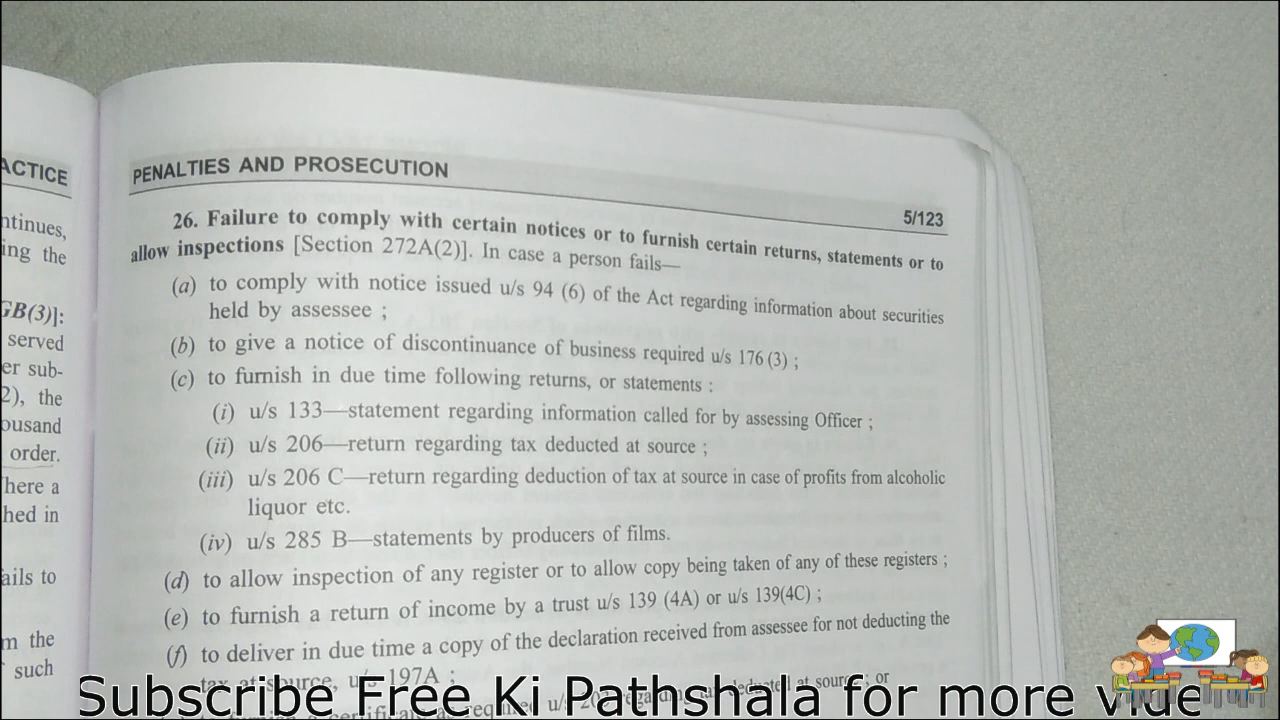 ACTICE
ntinues,
ing the
GB(3)]:
served
er sub-
2), the
ousand
order.
There a
hed in
ails to
m the
such
PENALTIES AND PROSECUTION
5/123
26. Failure to comply with certain notices or to furnish certain returns, statements or to
allow inspections [Section 272A(2)]. In case a person fails—
(a) to comply with notice issued u/s 94 (6) of the Act regarding information about securities
held by assessee ;
(b) to give a notice of discontinuance of business required u/s 176 (3) ;
(c) to furnish in due time following returns, or statements :
(i) u/s 133—statement regarding information called for by assessing Officer ;
(ii) u/s 206—return regarding tax deducted at source ;
(iii) u/s 206 C—return regarding deduction of tax at source in case of profits from alcoholic
liquor etc.
(iv) u/s 285 B—statements by producers of films.
(d) to allow inspection of any register or to allow copy being taken of any of these registers ;
(e) to furnish a return of income by a trust u/s 139 (4A) or u/s 139(4C) ;
(f) to deliver in due time a copy of the declaration received from assessee for not deducting the
tax at source, u/s 197A ;
Subscribe Free Ki Pathshala for more vide